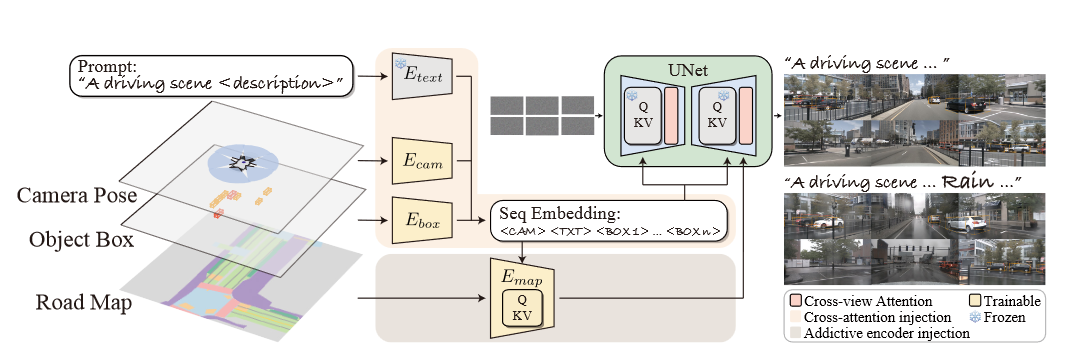 Prompt:
“A driving scene <description>”
Camera Pose
Object Box
Road Map
E_text
E_cam
E_box
Seq Embedding:
<CAM> <TXT> <BOX1> ... <BOXn>
E_map
Q
KV
UNet
Q
KV
Q
KV
“A driving scene ... ”
“A driving scene ... Rain ...”
Cross-view Attention
Trainable
Cross-attention injection
Frozen
Addictive encoder injection